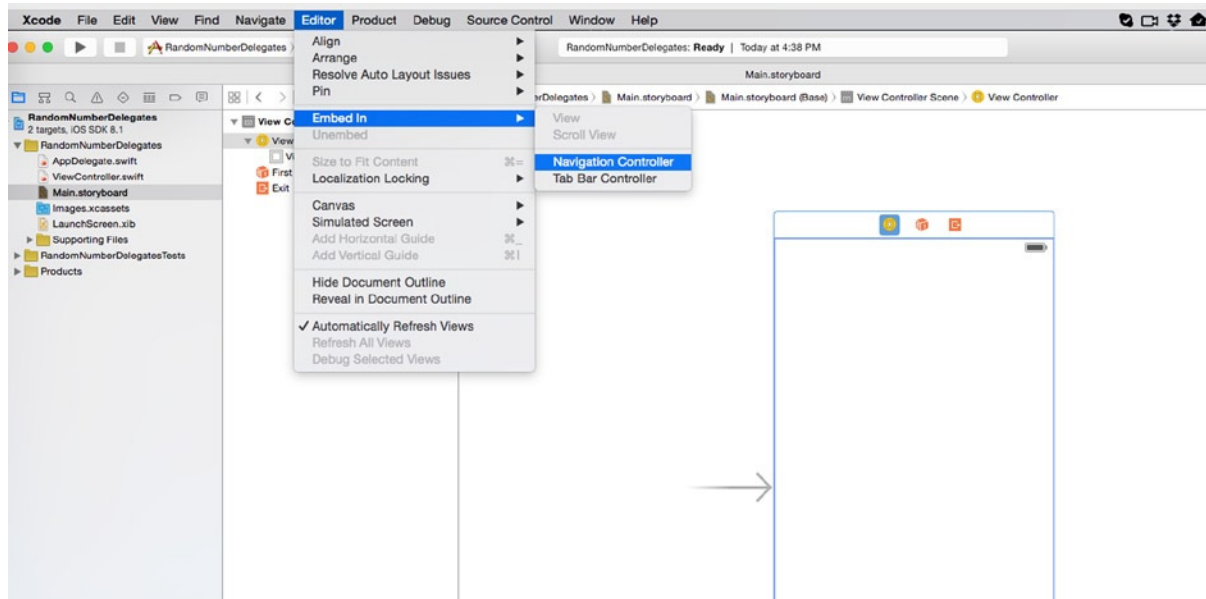 Xcode File Edit View Find Navigate Editor Product Debug Source Control Window Help
RandomNumberDelegates
RandomNumberDelegates: Ready | Today at 4:38 PM
Main.storyboard
Main.storyboard
Main.storyboard (Base)
View Controller Scene
View Controller
RandomNumberDelegates
2 targets, iOS SDK 8.1
RandomNumberDelegates
AppDelegate.swift
ViewController.swift
Main.storyboard
Images.xcassets
LaunchScreen.xib
Supporting Files
RandomNumberDelegatesTests
Products
View
First
Exit
Align
Arrange
Resolve Auto Layout Issues
Pin
Embed In
Unembed
Size to Fit Content ⌘=
Localization Locking
Canvas
Simulated Screen
Add Horizontal Guide ⌘_
Add Vertical Guide ⌘|
Hide Document Outline
Reveal in Document Outline
✓ Automatically Refresh Views
Refresh All Views
Debug Selected Views
View
Scroll View
Navigation Controller
Tab Bar Controller